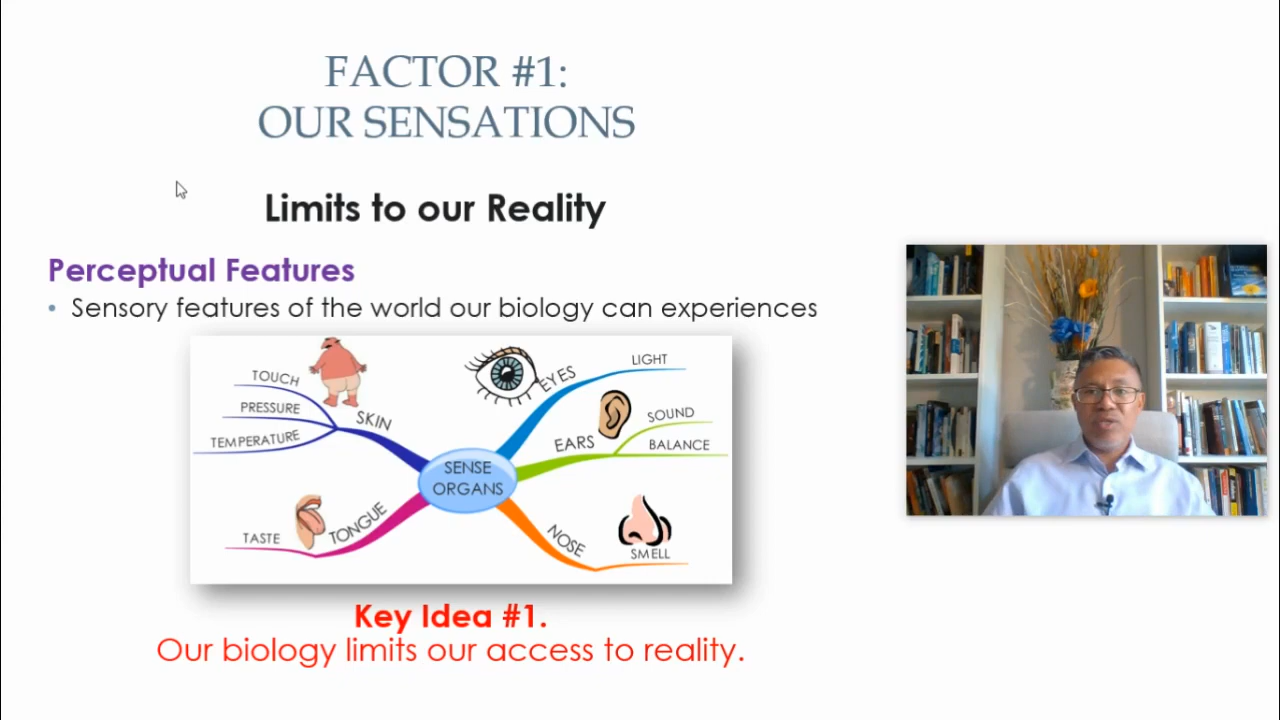 FACTOR #1:
OUR SENSATIONS
Limits to our Reality
Perceptual Features
• Sensory features of the world our biology can experiences
TOUCH
PRESSURE
TEMPERATURE
SKIN
EYES
LIGHT
EARS
SOUND
BALANCE
SENSE
ORGANS
TASTE
TONGUE
NOSE
SMELL
Key Idea #1.
Our biology limits our access to reality.